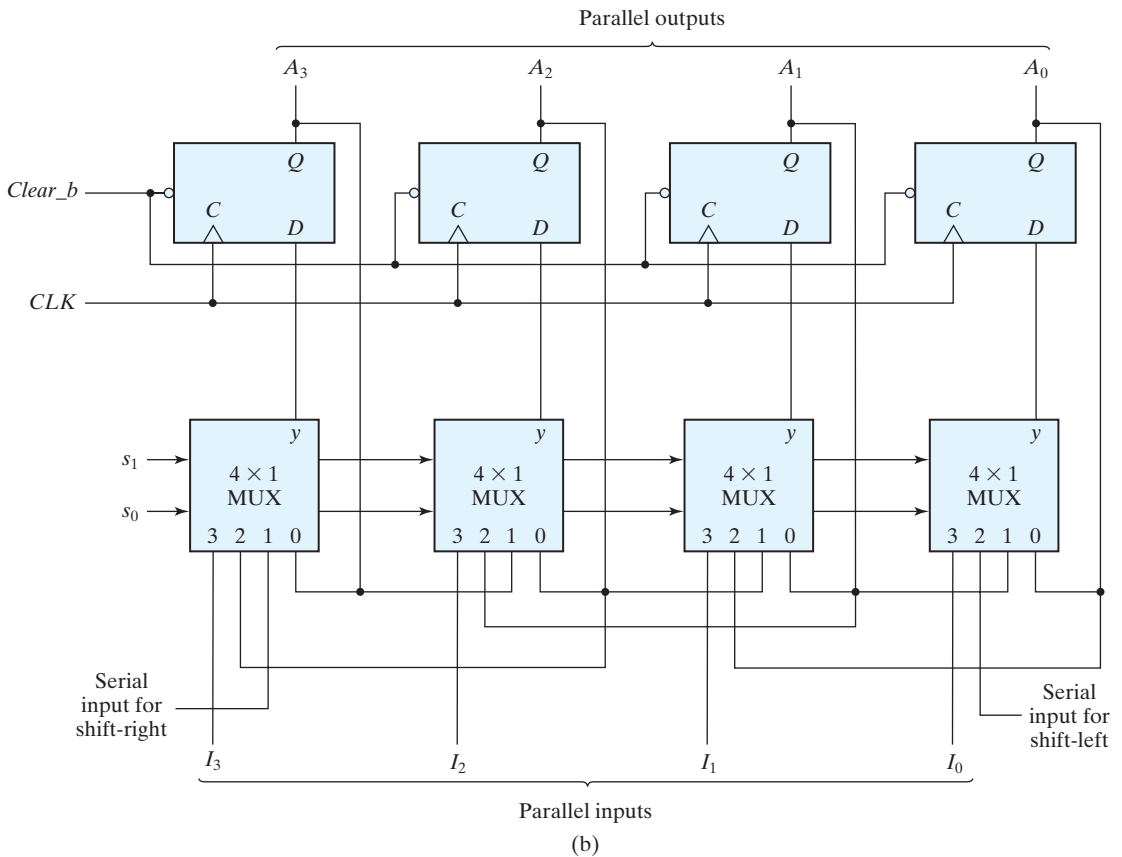 Parallel outputs
A3 A2 A1 A0
Q Q Q Q
Clear_b
C C C C
D D D D
CLK
y y y y
s1
4 × 1 4 × 1 4 × 1 4 × 1
MUX MUX MUX MUX
s0
3 2 1 0 3 2 1 0 3 2 1 0 3 2 1 0
Serial
input for
shift-right
Serial
input for
shift-left
I3 I2 I1 I0
Parallel inputs
(b)